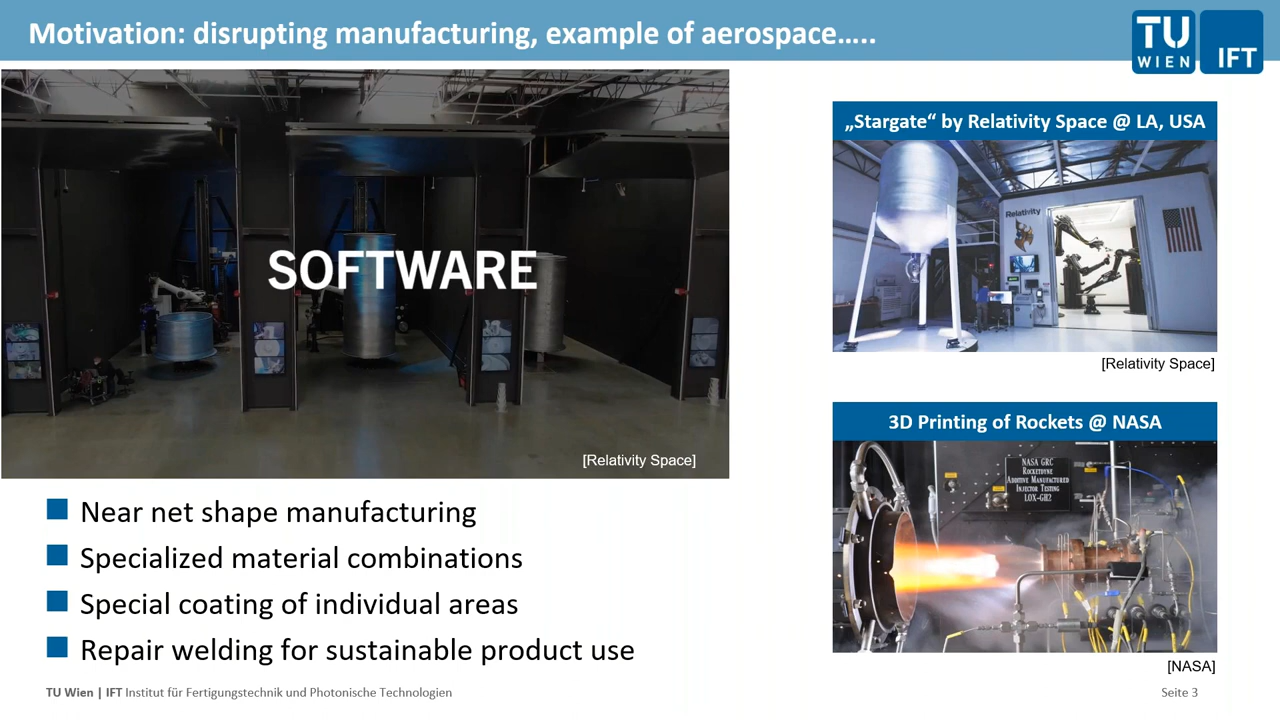 Motivation: disrupting manufacturing, example of aerospace…..
TU
WIEN
IFT
SOFTWARE
[Relativity Space]
„Stargate“ by Relativity Space @ LA, USA
Relativity
[Relativity Space]
3D Printing of Rockets @ NASA
NASA GRC
ROCKETDYNE
ADDITIVE MANUFACTURED
INJECTOR TESTING
LOX-GH2
[NASA]
Near net shape manufacturing
Specialized material combinations
Special coating of individual areas
Repair welding for sustainable product use
TU Wien | IFT Institut für Fertigungstechnik und Photonische Technologien
Seite 3